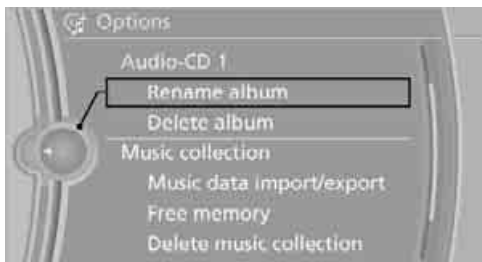 Options
Audio-CD 1
Rename album
Delete album
Music collection
Music data import/export
Free memory
Delete music collection